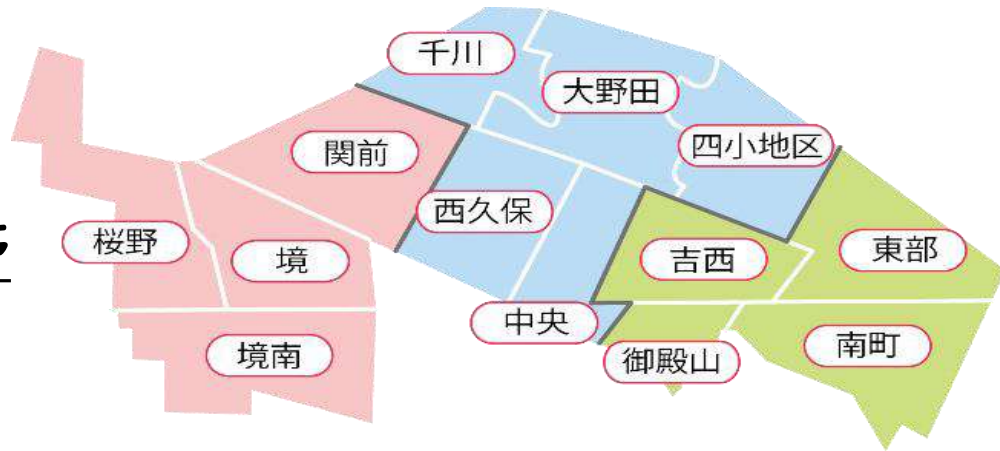 千川
大野田
四小地区
関前
西久保
桜野
境
吉西
東部
中央
境南
御殿山
南町